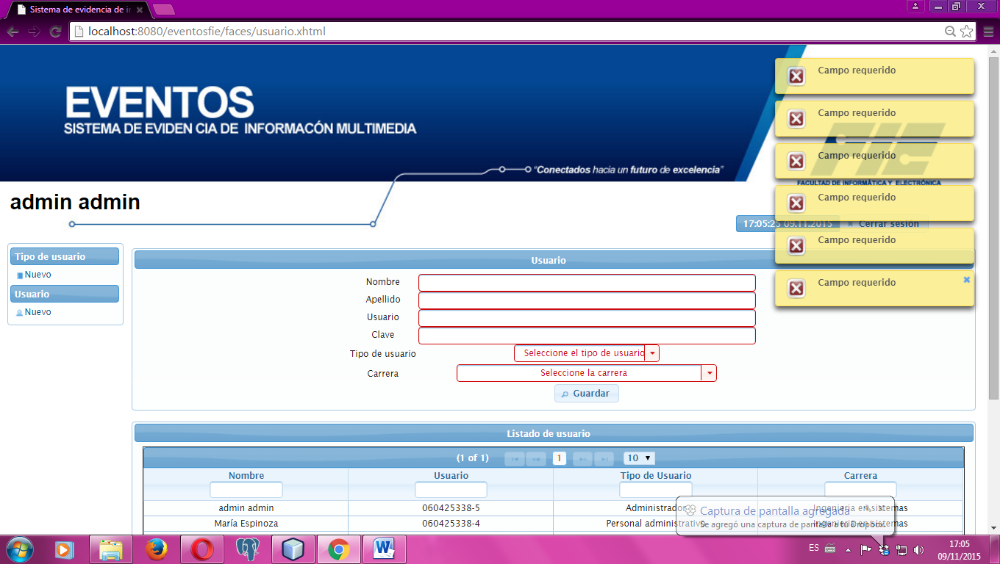 Sistema de evidencia de in
localhost:8080/eventosfie/faces/usuario.xhtml
EVENTOS
SISTEMA DE EVIDEN CIA DE INFORMACÓN MULTIMEDIA
"Conectados hacia un futuro de excelencia"
FIE
FACULTAD DE INFORMÁTICA Y ELECTRÓNICA
Campo requerido
Campo requerido
Campo requerido
Campo requerido
Campo requerido
Campo requerido
admin admin
17:05:25 09.11.2015 Cerrar sesión
Tipo de usuario
Nuevo
Usuario
Nuevo
Usuario
Nombre
Apellido
Usuario
Clave
Tipo de usuario Seleccione el tipo de usuario
Carrera Seleccione la carrera
Guardar
Listado de usuario
(1 of 1) 1 10
Nombre Usuario Tipo de Usuario Carrera
admin admin 060425338-5 Administrador Ingenieria en sistemas
María Espinoza 060425338-4 Personal administrativo Ingenieria en sistemas
Captura de pantalla agregada
Se agregó una captura de pantalla a tu Dropbox.
ES 17:05
09/11/2015